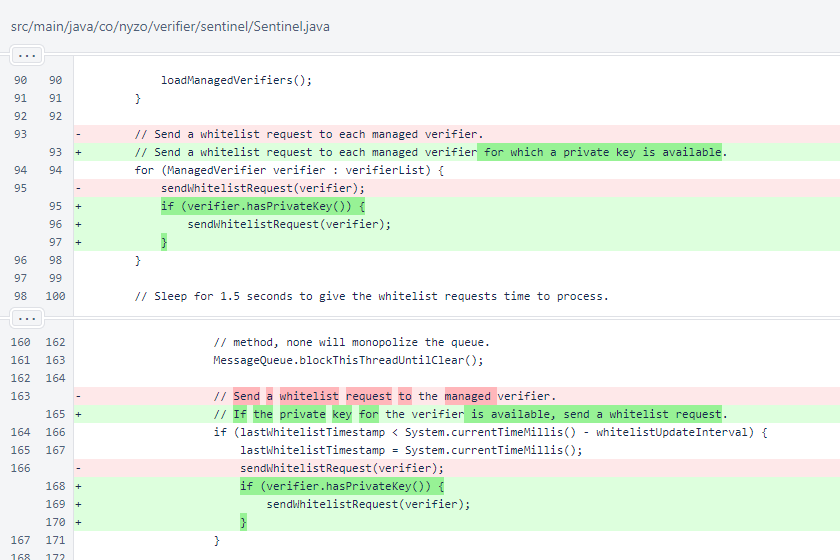 src/main/java/co/nyzo/verifier/sentinel/Sentinel.java
...
90 90 loadManagedVerifiers();
91 91 }
92 92
93 - // Send a whitelist request to each managed verifier.
93 + // Send a whitelist request to each managed verifier for which a private key is available.
94 94 for (ManagedVerifier verifier : verifierList) {
95 - sendWhitelistRequest(verifier);
95 + if (verifier.hasPrivateKey()) {
96 + sendWhitelistRequest(verifier);
97 + }
96 98 }
97 99
98 100 // Sleep for 1.5 seconds to give the whitelist requests time to process.
...
160 162 // method, none will monopolize the queue.
161 163 MessageQueue.blockThisThreadUntilClear();
162 164
163 - // Send a whitelist request to the managed verifier.
165 + // If the private key for the verifier is available, send a whitelist request.
164 166 if (lastWhitelistTimestamp < System.currentTimeMillis() - whitelistUpdateInterval) {
165 167 lastWhitelistTimestamp = System.currentTimeMillis();
166 - sendWhitelistRequest(verifier);
168 + if (verifier.hasPrivateKey()) {
169 + sendWhitelistRequest(verifier);
170 + }
167 171 }
168 172